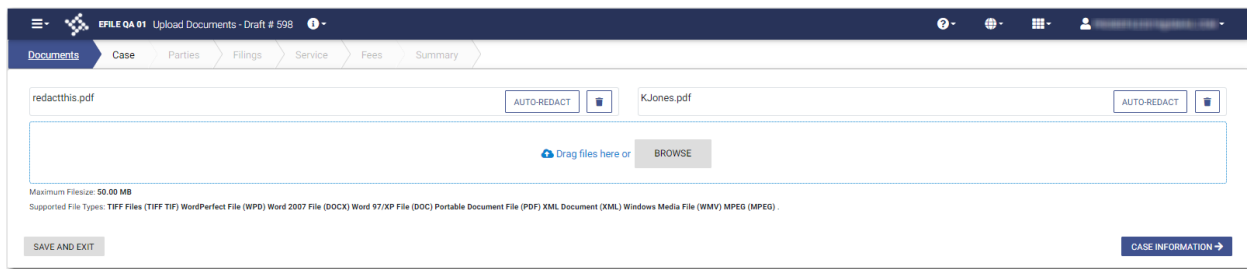 EFILE QA 01 Upload Documents - Draft # 598
Documents Case Parties Filings Service Fees Summary
redactthis.pdf AUTO-REDACT KJones.pdf AUTO-REDACT
Drag files here or BROWSE
Maximum Filesize: 50.00 MB
Supported File Types: TIFF Files (TIFF TIF) WordPerfect File (WPD) Word 2007 File (DOCX) Word 97/XP File (DOC) Portable Document File (PDF) XML Document (XML) Windows Media File (WMV) MPEG (MPEG) .
SAVE AND EXIT CASE INFORMATION